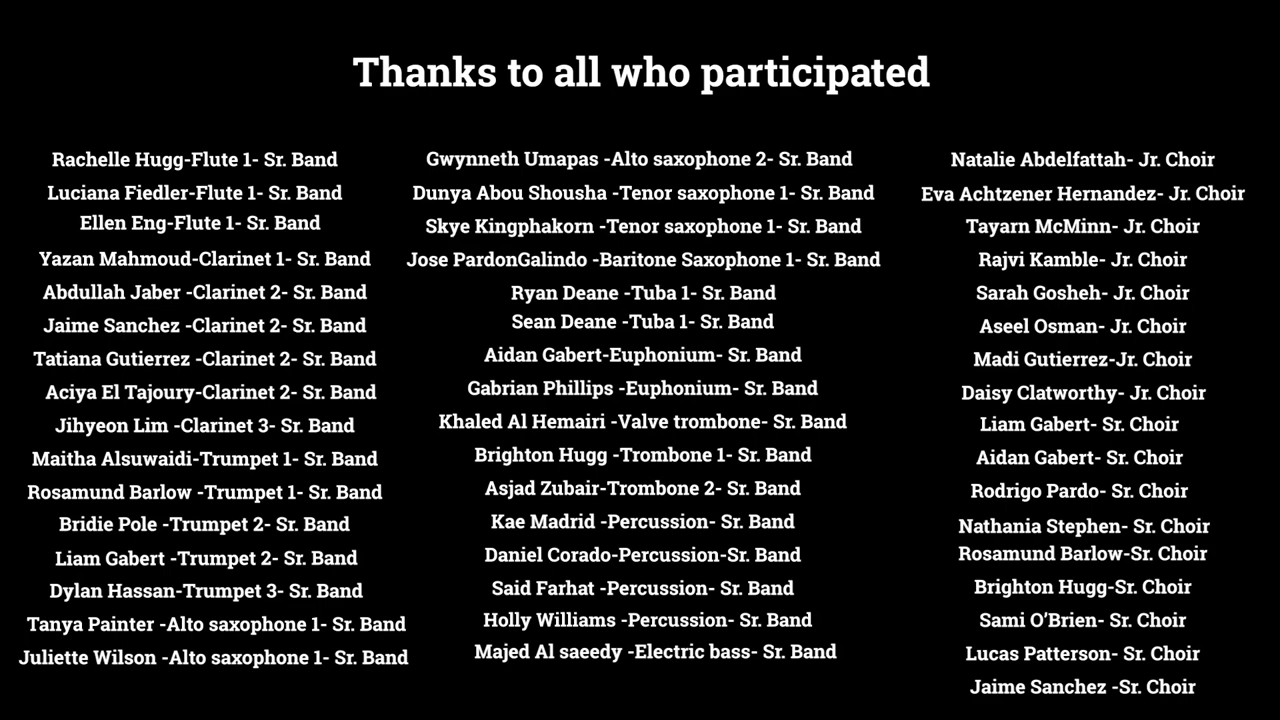 Thanks to all who participated
Rachelle Hugg-Flute 1- Sr. Band
Luciana Fiedler-Flute 1- Sr. Band
Ellen Eng-Flute 1- Sr. Band
Yazan Mahmoud-Clarinet 1- Sr. Band
Abdullah Jaber -Clarinet 2- Sr. Band
Jaime Sanchez -Clarinet 2- Sr. Band
Tatiana Gutierrez -Clarinet 2- Sr. Band
Aciya El Tajoury-Clarinet 2- Sr. Band
Jihyeon Lim -Clarinet 3- Sr. Band
Maitha Alsuwaidi-Trumpet 1- Sr. Band
Rosamund Barlow -Trumpet 1- Sr. Band
Bridie Pole -Trumpet 2- Sr. Band
Liam Gabert -Trumpet 2- Sr. Band
Dylan Hassan-Trumpet 3- Sr. Band
Tanya Painter -Alto saxophone 1- Sr. Band
Juliette Wilson -Alto saxophone 1- Sr. Band
Gwynneth Umapas -Alto saxophone 2- Sr. Band
Dunya Abou Shousha -Tenor saxophone 1- Sr. Band
Skye Kingphakorn -Tenor saxophone 1- Sr. Band
Jose PardonGalindo -Baritone Saxophone 1- Sr. Band
Ryan Deane -Tuba 1- Sr. Band
Sean Deane -Tuba 1- Sr. Band
Aidan Gabert-Euphonium- Sr. Band
Gabrian Phillips -Euphonium- Sr. Band
Khaled Al Hemairi -Valve trombone- Sr. Band
Brighton Hugg -Trombone 1- Sr. Band
Asjad Zubair-Trombone 2- Sr. Band
Kae Madrid -Percussion- Sr. Band
Daniel Corado-Percussion-Sr. Band
Said Farhat -Percussion- Sr. Band
Holly Williams -Percussion- Sr. Band
Majed Al saeedy -Electric bass- Sr. Band
Natalie Abdelfattah- Jr. Choir
Eva Achtzener Hernandez- Jr. Choir
Tayarn McMinn- Jr. Choir
Rajvi Kamble- Jr. Choir
Sarah Gosheh- Jr. Choir
Aseel Osman- Jr. Choir
Madi Gutierrez-Jr. Choir
Daisy Clatworthy- Jr. Choir
Liam Gabert- Sr. Choir
Aidan Gabert- Sr. Choir
Rodrigo Pardo- Sr. Choir
Nathania Stephen- Sr. Choir
Rosamund Barlow-Sr. Choir
Brighton Hugg-Sr. Choir
Sami O’Brien- Sr. Choir
Lucas Patterson- Sr. Choir
Jaime Sanchez -Sr. Choir